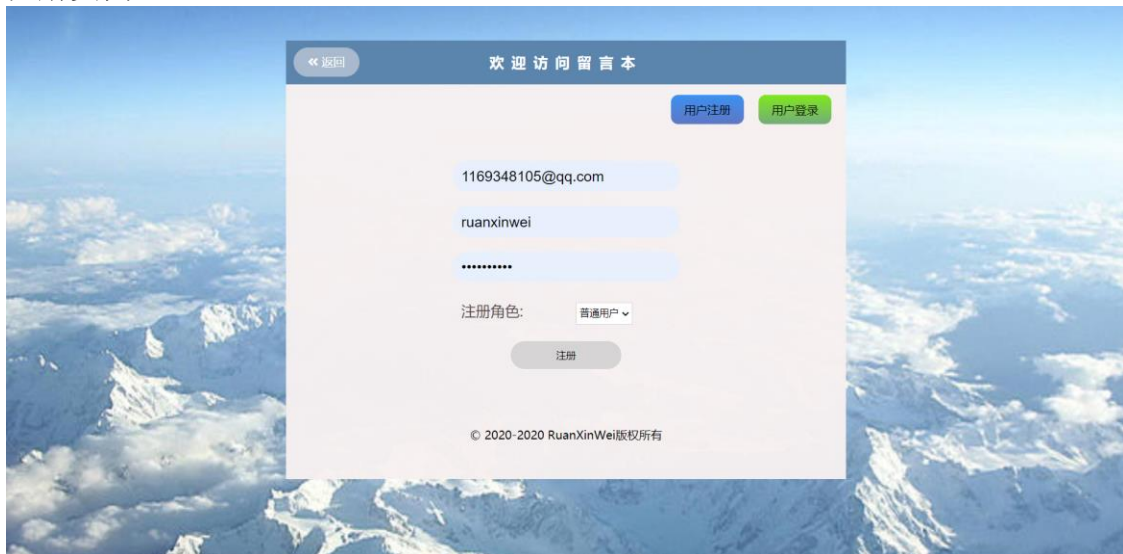 « 返回
欢迎访问留言本
用户注册 用户登录
1169348105@qq.com
ruanxinwei
••••••••••
注册角色: 普通用户
注册
© 2020-2020 RuanXinWei版权所有